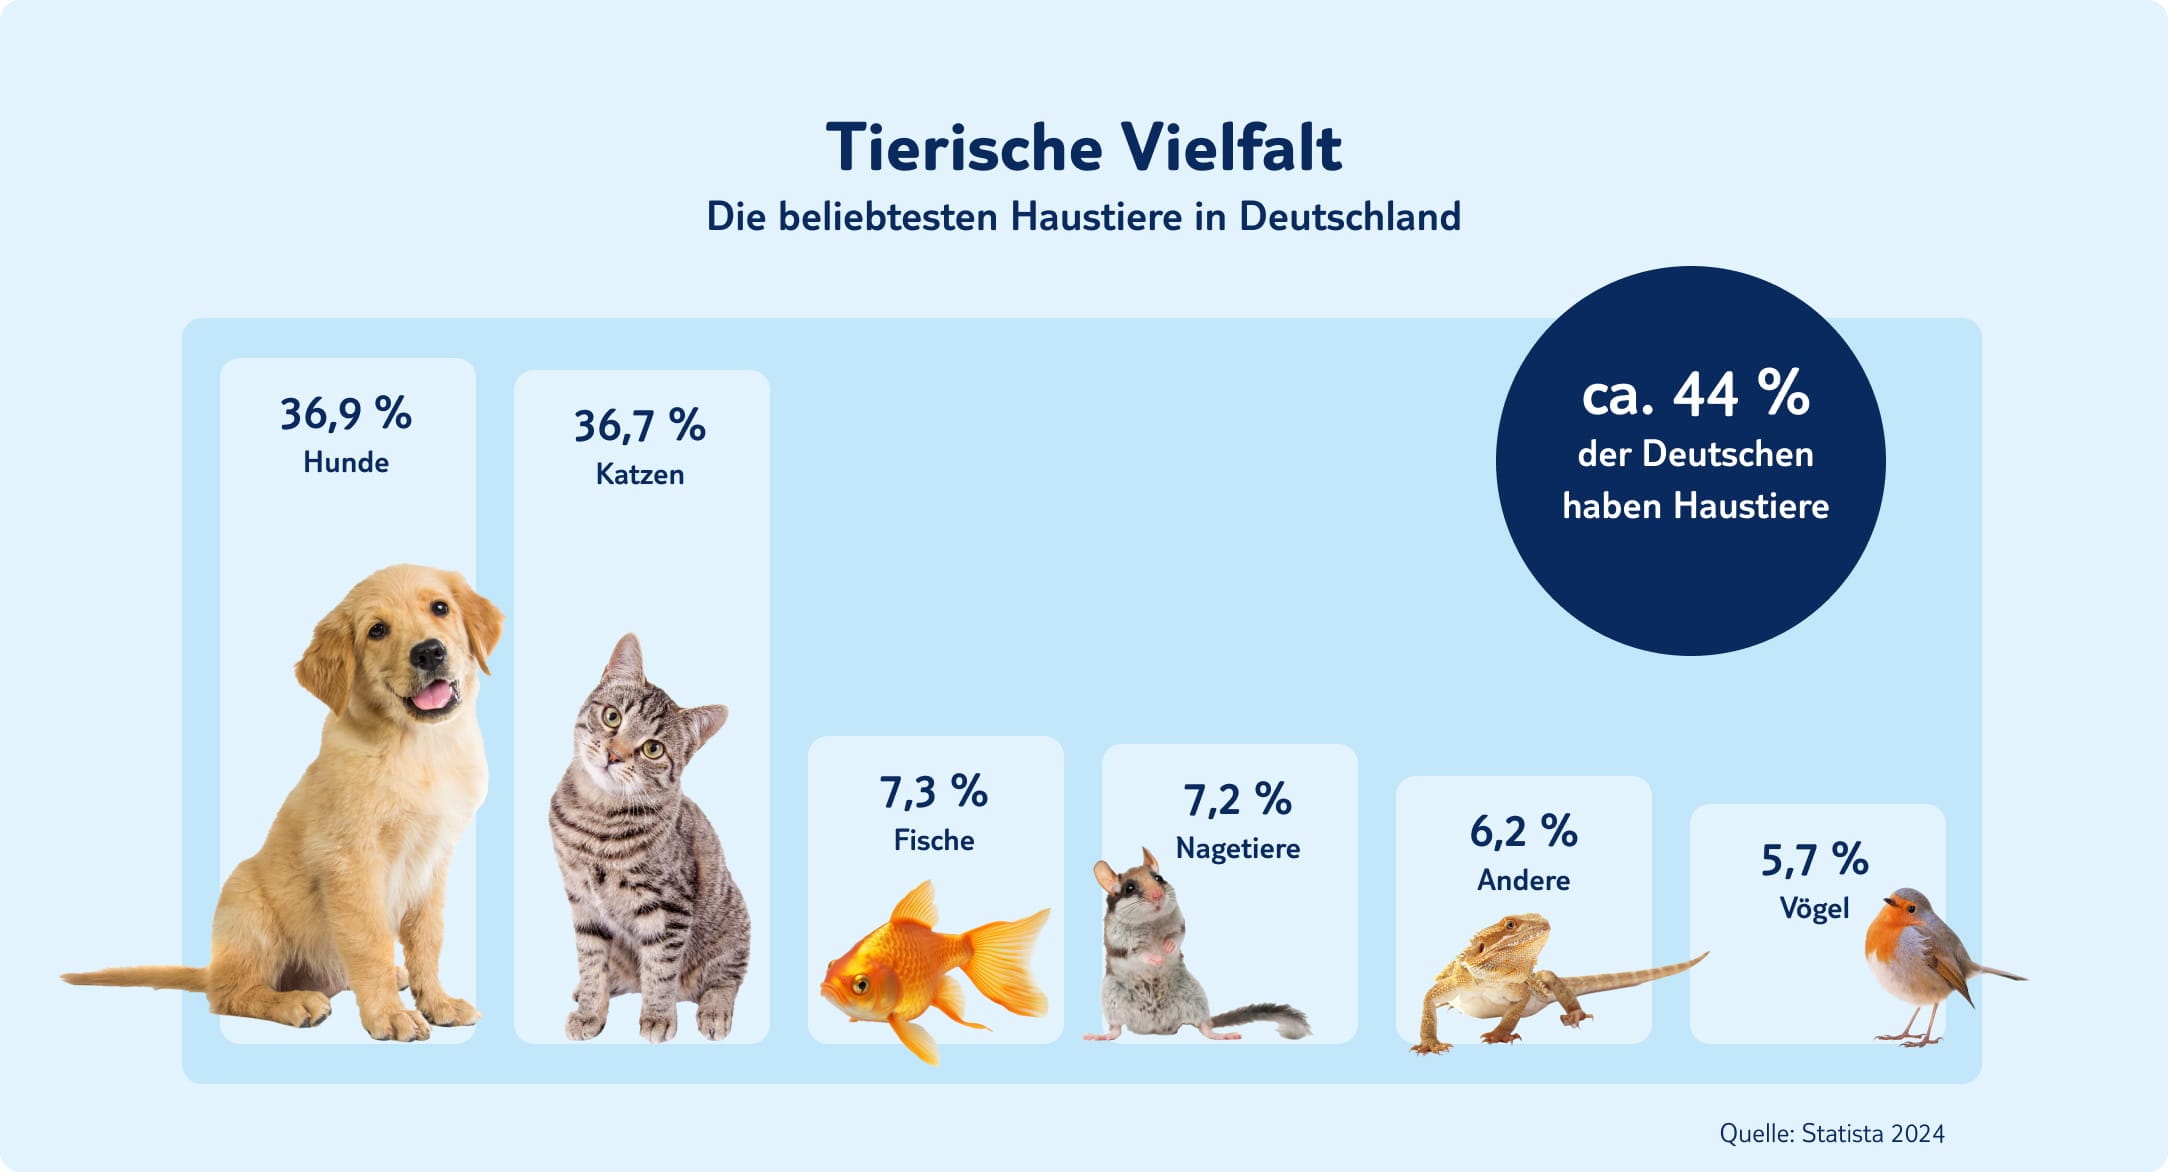 Tierische Vielfalt
Die beliebtesten Haustiere in Deutschland
ca. 44 %
der Deutschen
haben Haustiere
36,9 %
Hunde
36,7 %
Katzen
7,3 %
Fische
7,2 %
Nagetiere
6,2 %
Andere
5,7 %
Vögel
Quelle: Statista 2024